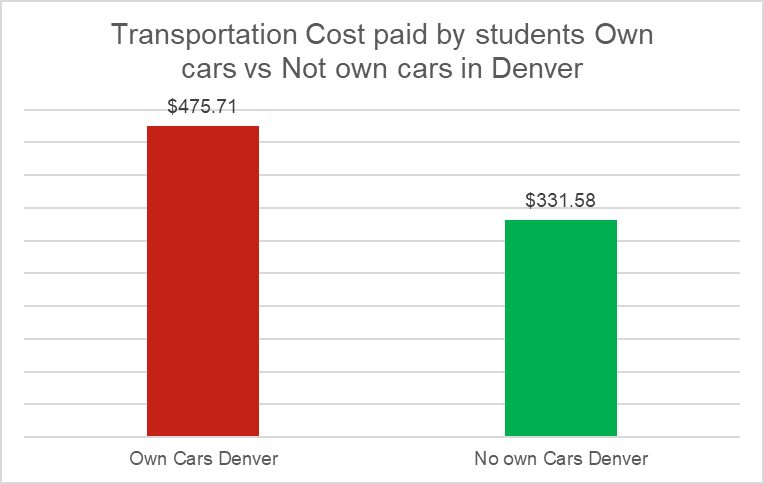 Transportation Cost paid by students Own
cars vs Not own cars in Denver
$475.71
$331.58
Own Cars Denver
No own Cars Denver